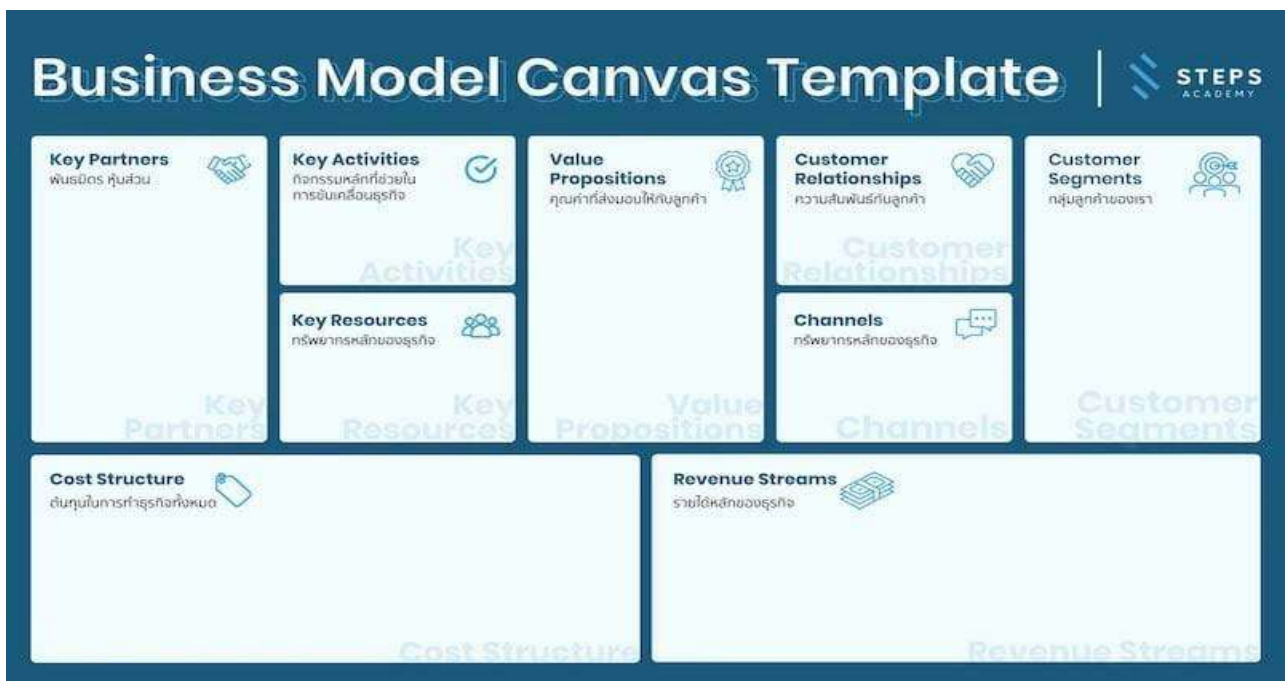 Business Model Canvas Template
STEPS
ACADEMY
Key Partners
พันธมิตร หุ้นส่วน
Key
Partners
Key Activities
กิจกรรมหลักที่ช่วยใน
การขับเคลื่อนธุรกิจ
Key
Activities
Key Resources
ทรัพยากรหลักของธุรกิจ
Key
Resources
Value
Propositions
คุณค่าที่ส่งมอบให้กับลูกค้า
Value
Propositions
Customer
Relationships
ความสัมพันธ์กับลูกค้า
Customer
Relationships
Channels
ทรัพยากรหลักของธุรกิจ
Channels
Customer
Segments
กลุ่มลูกค้าของเรา
Customer
Segments
Cost Structure
ต้นทุนในการทำธุรกิจทั้งหมด
Cost Structure
Revenue Streams
รายได้หลักของธุรกิจ
Revenue Streams